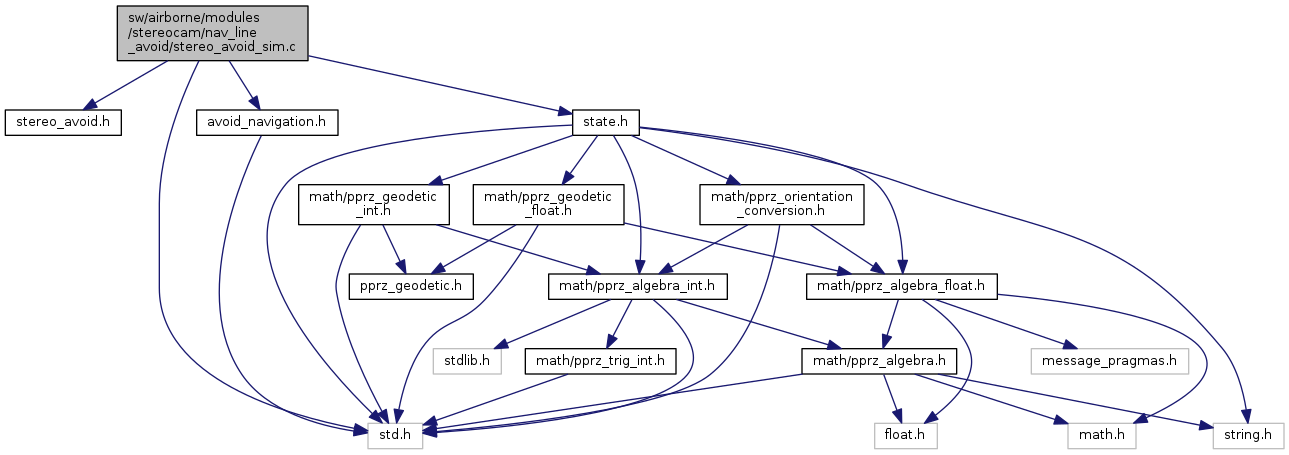 sw/airborne/modules
/stereocam/nav_line
_avoid/stereo_avoid_sim.c
stereo_avoid.h
avoid_navigation.h
state.h
math/pprz_geodetic
_int.h
math/pprz_geodetic
_float.h
math/pprz_orientation
_conversion.h
pprz_geodetic.h
math/pprz_algebra_int.h
math/pprz_algebra_float.h
stdlib.h
math/pprz_trig_int.h
math/pprz_algebra.h
message_pragmas.h
std.h
float.h
math.h
string.h